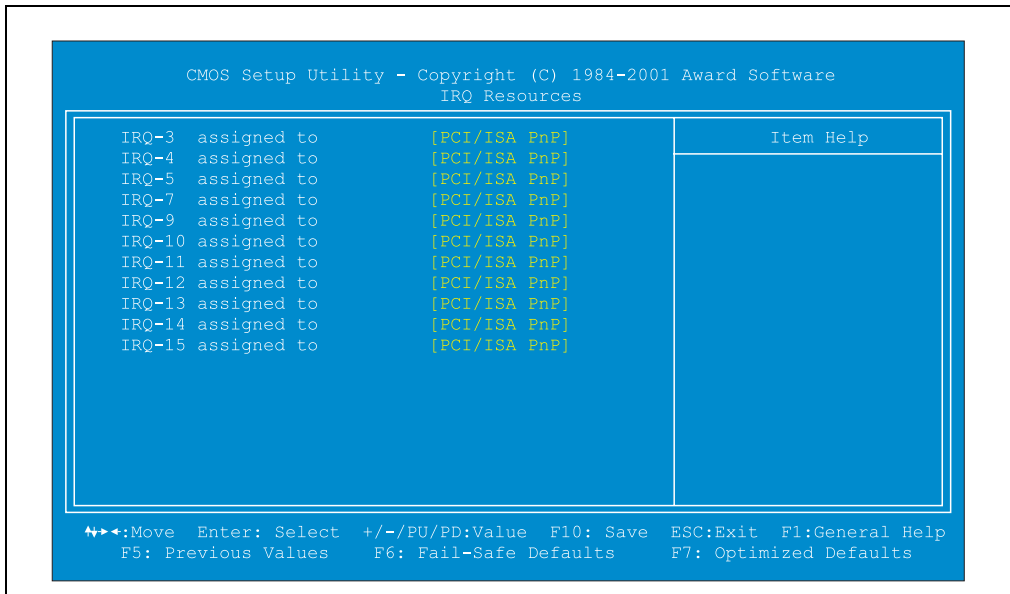 CMOS Setup Utility - Copyright (C) 1984-2001 Award Software
IRQ Resources
IRQ-3 assigned to [PCI/ISA PnP]
IRQ-4 assigned to [PCI/ISA PnP]
IRQ-5 assigned to [PCI/ISA PnP]
IRQ-7 assigned to [PCI/ISA PnP]
IRQ-9 assigned to [PCI/ISA PnP]
IRQ-10 assigned to [PCI/ISA PnP]
IRQ-11 assigned to [PCI/ISA PnP]
IRQ-12 assigned to [PCI/ISA PnP]
IRQ-13 assigned to [PCI/ISA PnP]
IRQ-14 assigned to [PCI/ISA PnP]
IRQ-15 assigned to [PCI/ISA PnP]
Item Help
:Move Enter: Select +/-/PU/PD:Value F10: Save ESC:Exit F1:General Help
F5: Previous Values F6: Fail-Safe Defaults F7: Optimized Defaults